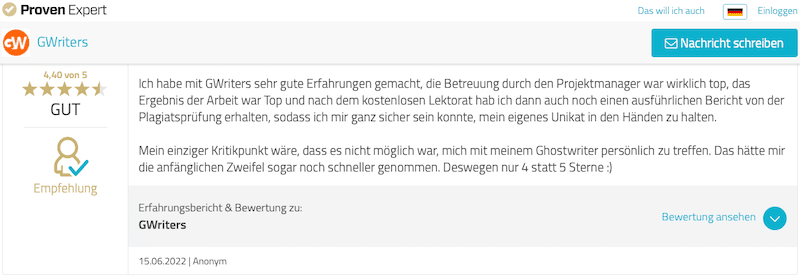 Proven Expert
Das will ich auch
Einloggen
GW
GWriters
Nachricht schreiben
4,40 von 5
GUT
Empfehlung
Ich habe mit GWriters sehr gute Erfahrungen gemacht, die Betreuung durch den Projektmanager war wirklich top, das
Ergebnis der Arbeit war Top und nach dem kostenlosen Lektorat hab ich dann auch noch einen ausführlichen Bericht von der
Plagiatsprüfung erhalten, sodass ich mir ganz sicher sein konnte, mein eigenes Unikat in den Händen zu halten.
Mein einziger Kritikpunkt wäre, dass es nicht möglich war, mich mit meinem Ghostwriter persönlich zu treffen. Das hätte mir
die anfänglichen Zweifel sogar noch schneller genommen. Deswegen nur 4 statt 5 Sterne :)
Erfahrungsbericht & Bewertung zu:
GWriters
Bewertung ansehen
15.06.2022 | Anonym